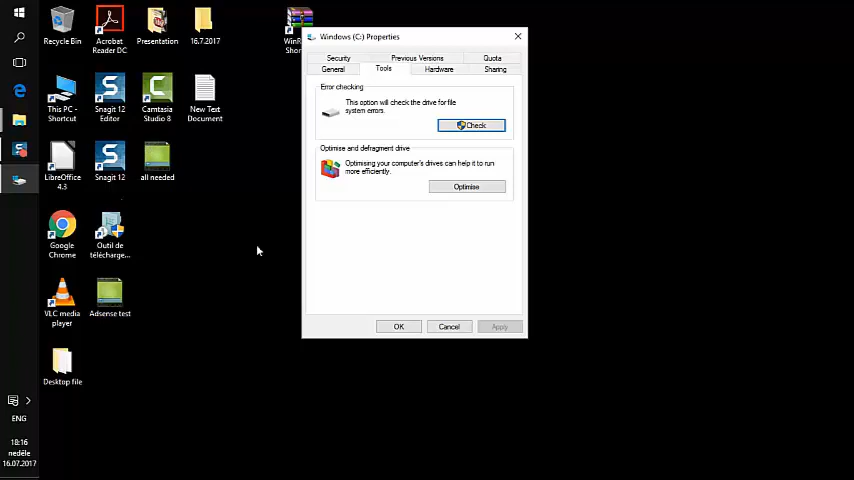 Recycle Bin
Acrobat
Reader DC
Presentation
16.7.2017
This PC -
Shortcut
Snagit 12
Editor
Camtasia
Studio 8
New Text
Document
LibreOffice
4.3
Snagit 12
all needed
Google
Chrome
Outil de
télécharge...
VLC media
player
Adsense test
Desktop file
Windows (C:) Properties
Security
Previous Versions
Quota
General
Tools
Hardware
Sharing
Error checking
This option will check the drive for file
system errors.
Check
Optimise and defragment drive
Optimising your computer's drives can help it to run
more efficiently.
Optimise
OK
Cancel
Apply
ENG
18:16
neděle
16.07.2017